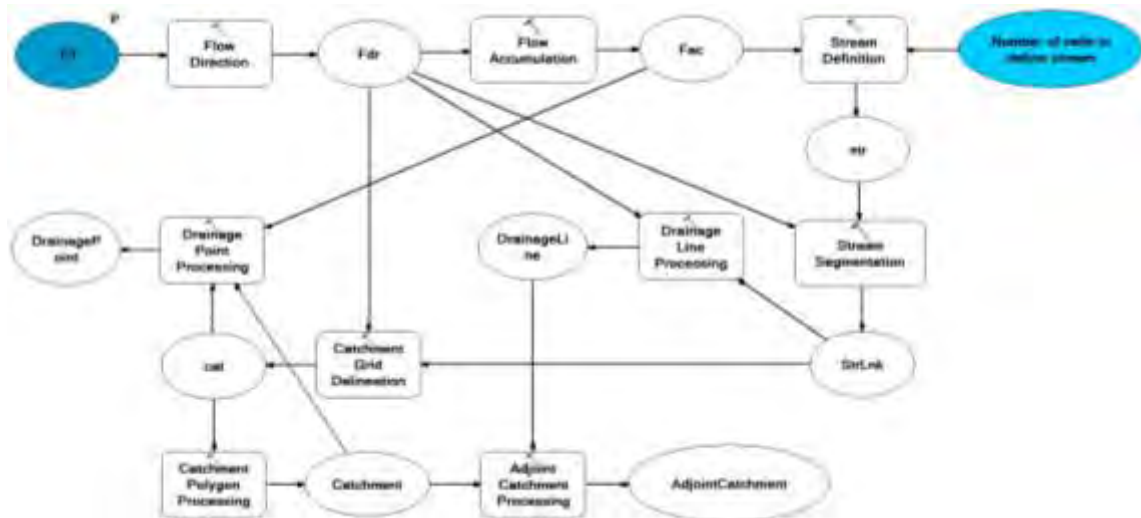 P
Flow
Direction
Fdr
Flow
Accumulation
Fac
Stream
Definition
Number of cells to
define stream
str
DrainageP
oint
Drainage
Point
Processing
DrainageLi
ne
Drainage
Line
Processing
Stream
Segmentation
cat
Catchment
Grid
Delineation
StrLnk
Catchment
Polygon
Processing
Catchment
Adjoint
Catchment
Processing
AdjointCatchment